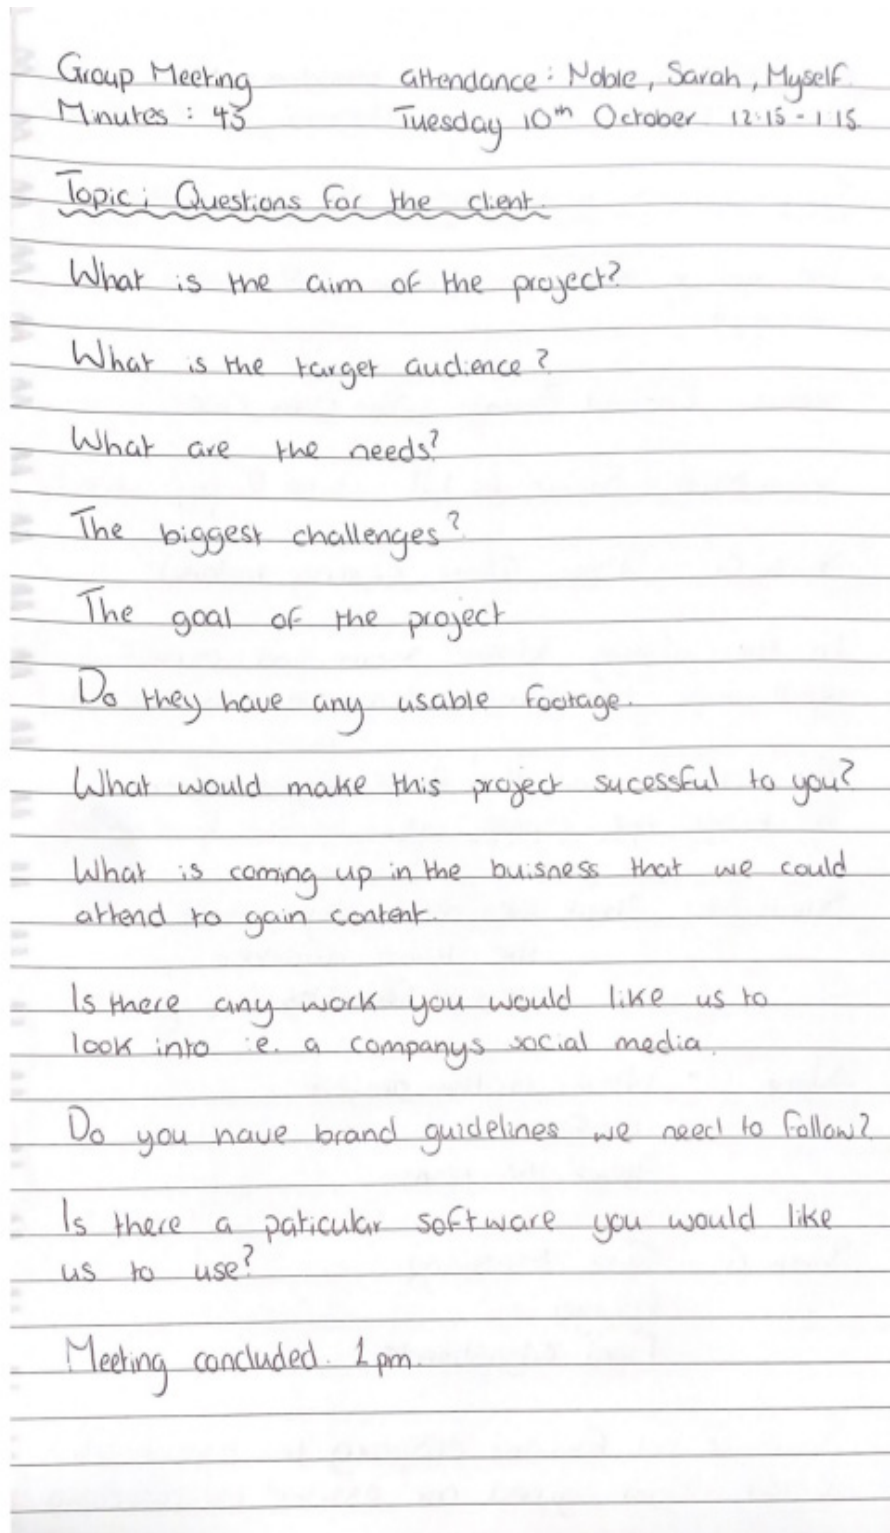 Group Meeting attendance: Noble, Sarah, Myself.
Minutes: 45 Tuesday 10th October 12:15 - 1:15.
Topic; Questions for the client.
What is the aim of the project?
What is the target audience?
What are the needs?
The biggest challenges?
The goal of the project
Do they have any usable footage.
What would make this project sucessful to you?
What is coming up in the buisness that we could
attend to gain content.
Is there any work you would like us to
look into i.e. a companys social media.
Do you have brand guidelines we need to follow?
Is there a paticular software you would like
us to use?
Meeting concluded. 1pm.